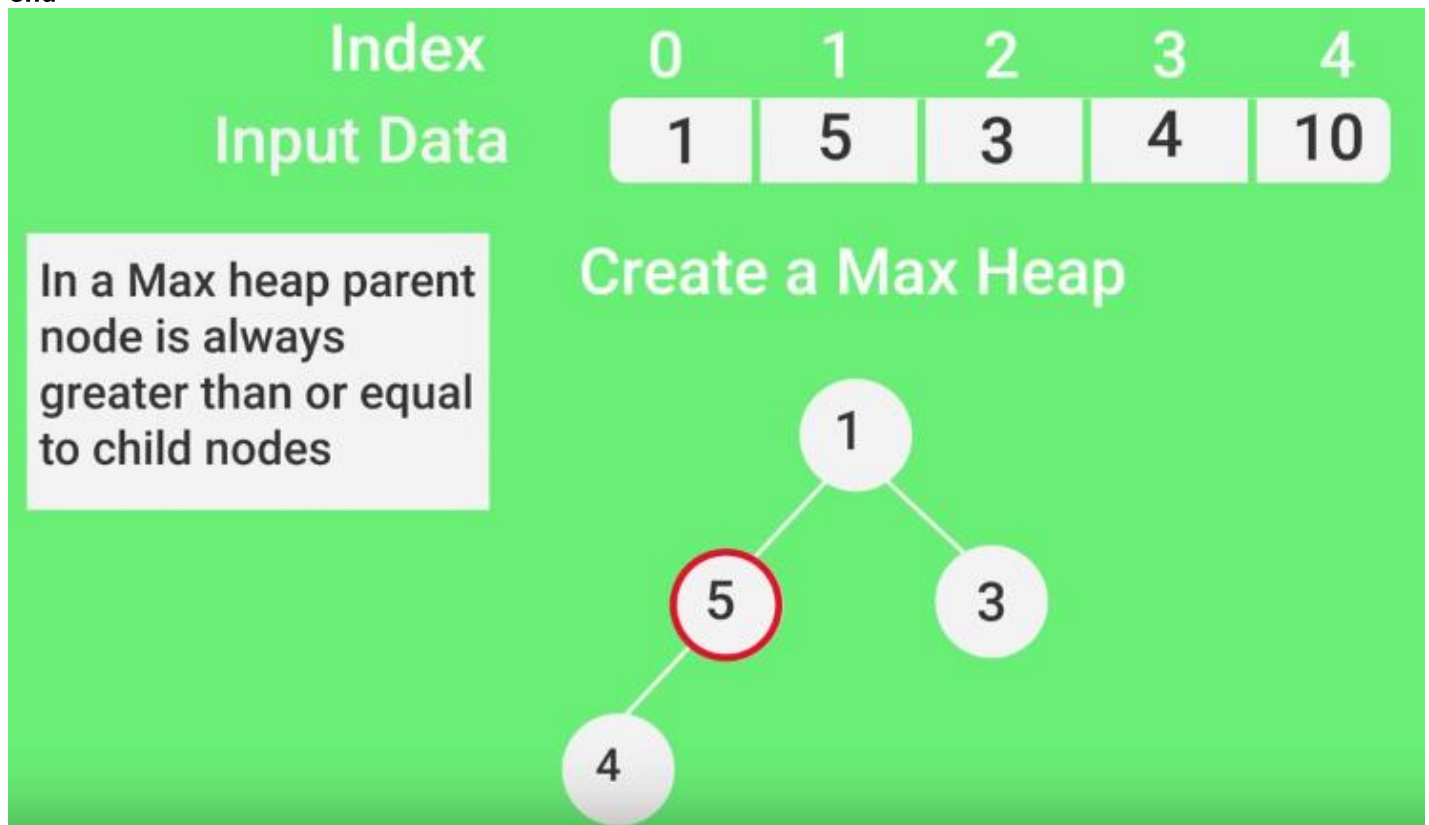 Index 0 1 2 3 4
Input Data 1 5 3 4 10
In a Max heap parent
node is always
greater than or equal
to child nodes
Create a Max Heap
1
5 3
4